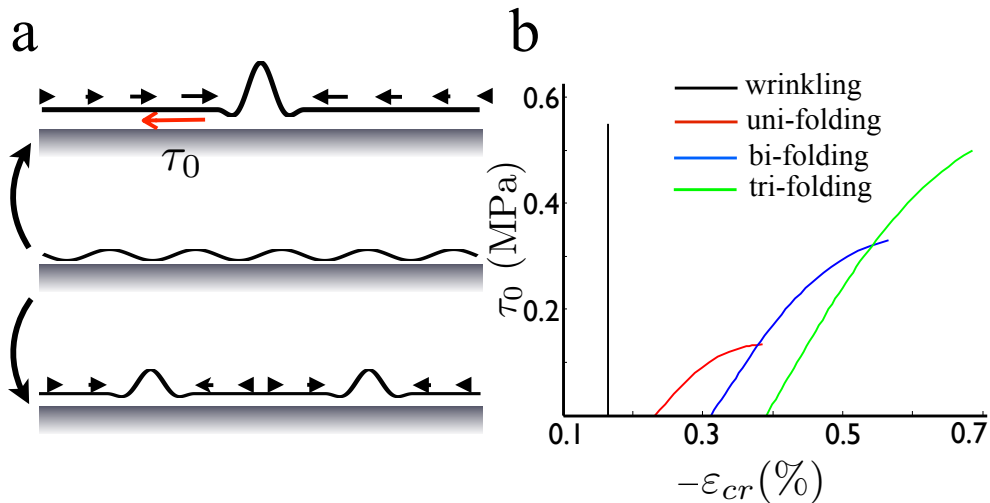 a
τ₀
b
τ₀ (MPa)
0.6
0.4
0.2
0.1
0.3
0.5
0.7
wrinkling
uni-folding
bi-folding
tri-folding
−ε_cr(%)